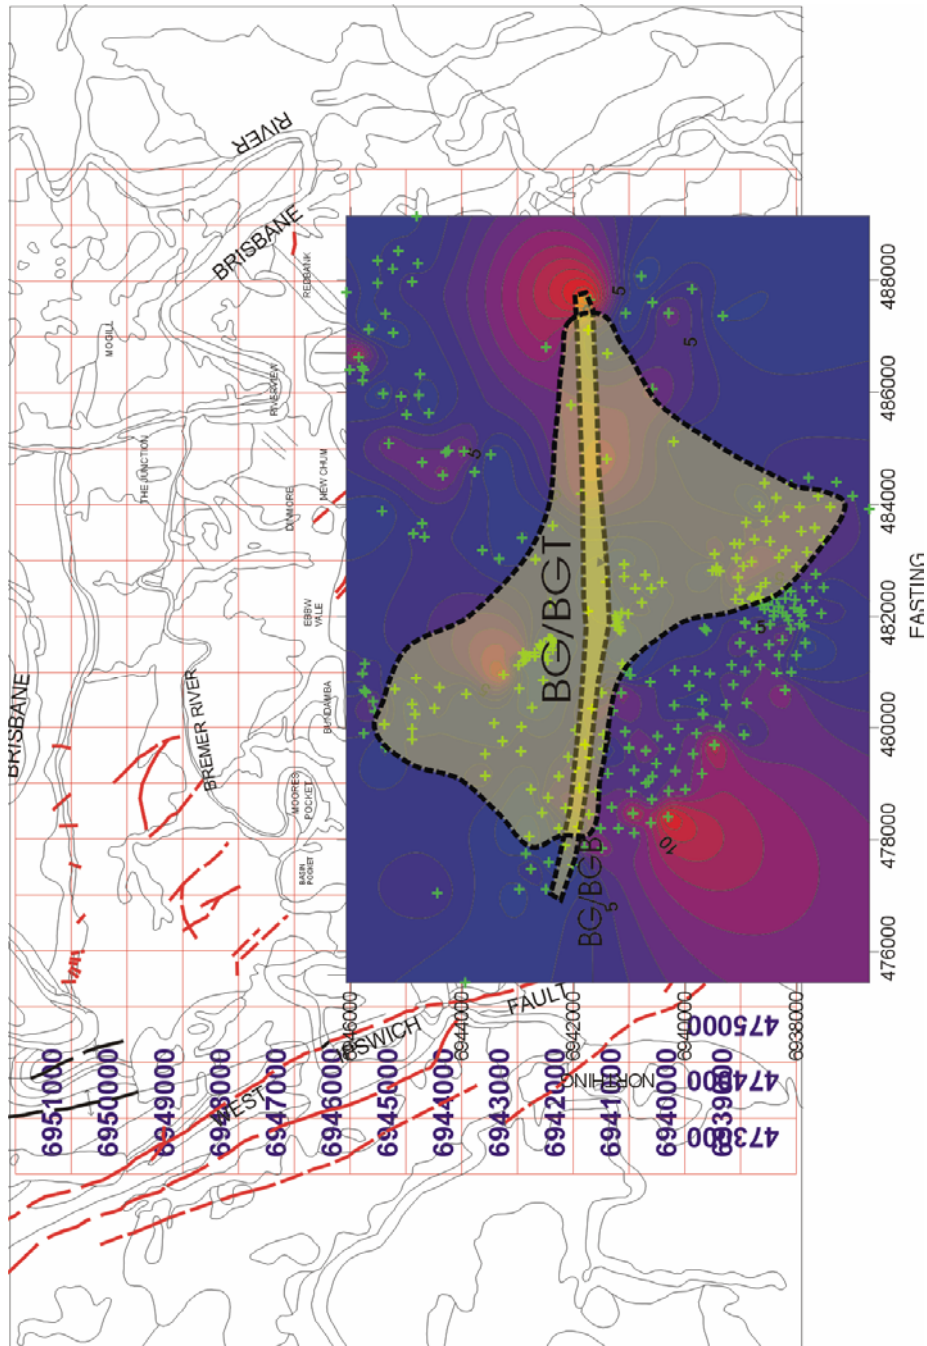 RIVER
BRISBANE
REDBANK
MOGILL
RIVERVIEW
THE JUNCTION
NEW CHUM
DINMORE
EBBW
VALE
BRISBANE
BREMER RIVER
BUNDAMBA
MOORES
POCKET
BASIN
POCKET
WEST
IPSWICH
FAULT
BG/BGT
BG/BGB
5
5
5
5
5
10
488000
486000
484000
482000
480000
478000
476000
EASTING
6946000
6944000
6942000
6940000
6938000
NORTHING
6951000
6950000
6949000
6948000
6947000
6946000
6945000
6944000
6943000
6942000
6941000
6940000
6939000
475000
474000
473000